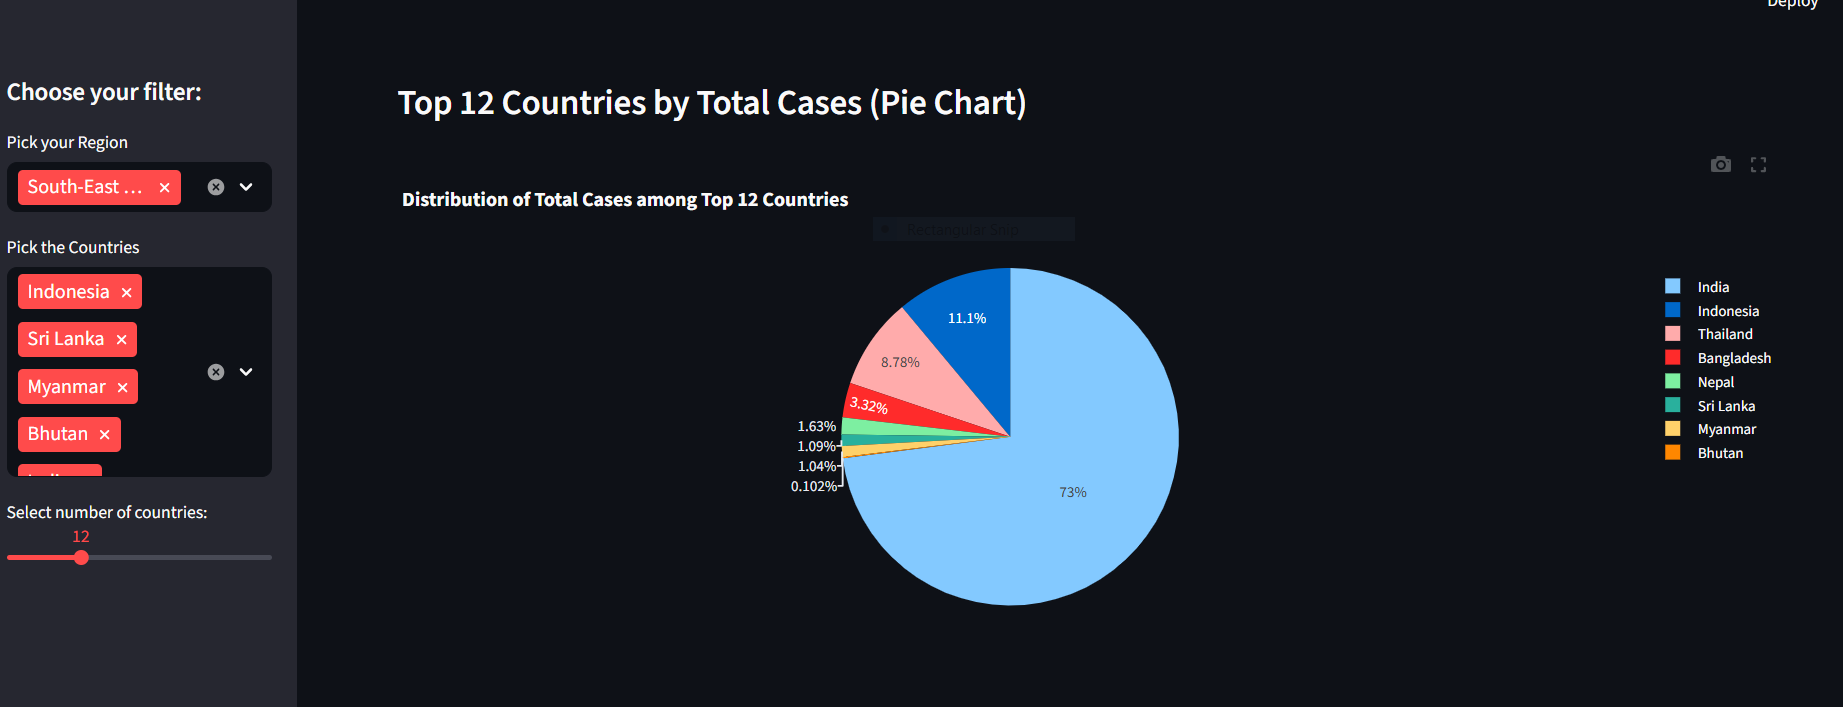 Deploy
Choose your filter:
Pick your Region
South-East ...
Pick the Countries
Indonesia
Sri Lanka
Myanmar
Bhutan
Select number of countries:
12
Top 12 Countries by Total Cases (Pie Chart)
Distribution of Total Cases among Top 12 Countries
Rectangular Snip
11.1%
8.78%
3.32%
1.63%
1.09%
1.04%
0.102%
73%
India
Indonesia
Thailand
Bangladesh
Nepal
Sri Lanka
Myanmar
Bhutan